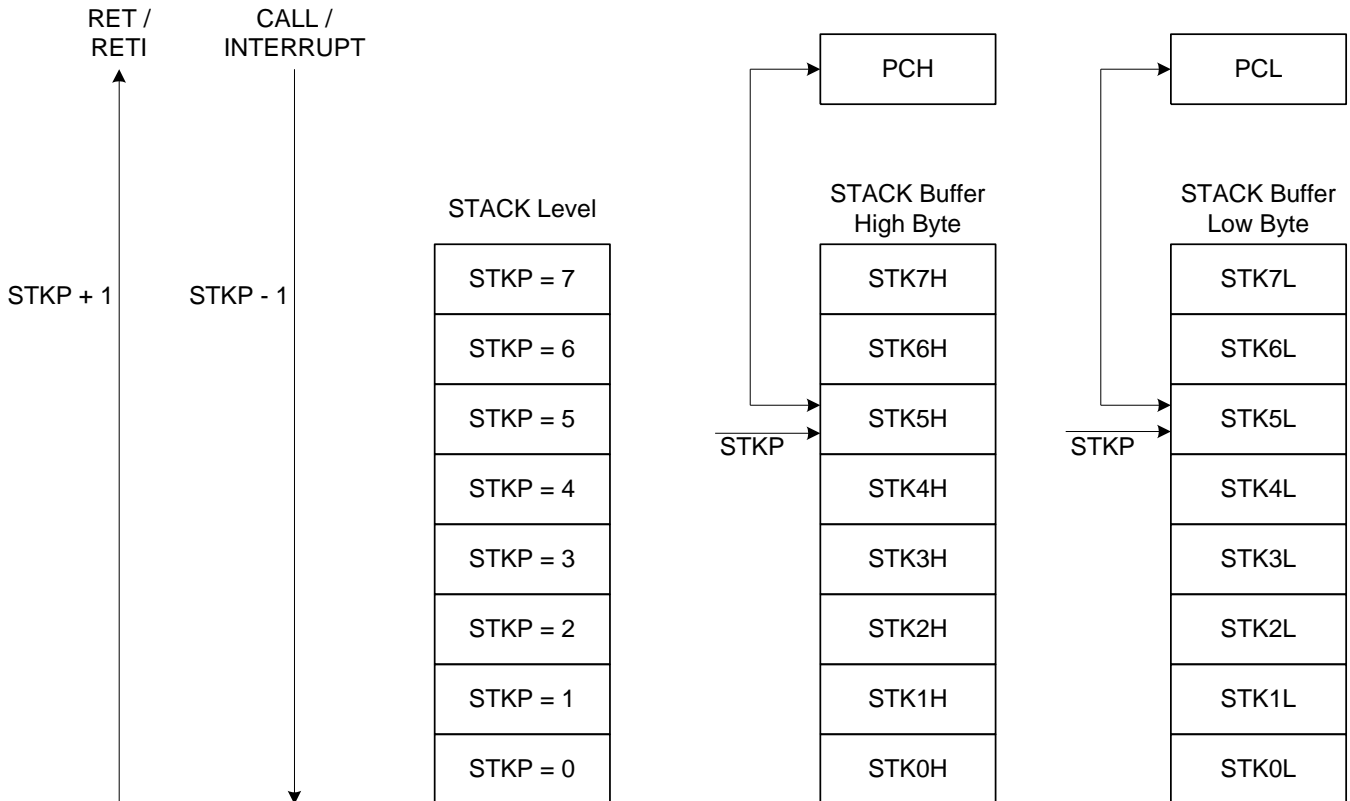 RET /
RETI
CALL /
INTERRUPT
PCH
PCL
STACK Level
STACK Buffer
High Byte
STACK Buffer
Low Byte
STKP + 1
STKP - 1
STKP = 7
STK7H
STK7L
STKP = 6
STK6H
STK6L
STKP = 5
STK5H
STK5L
STKP
STKP
STKP = 4
STK4H
STK4L
STKP = 3
STK3H
STK3L
STKP = 2
STK2H
STK2L
STKP = 1
STK1H
STK1L
STKP = 0
STK0H
STK0L